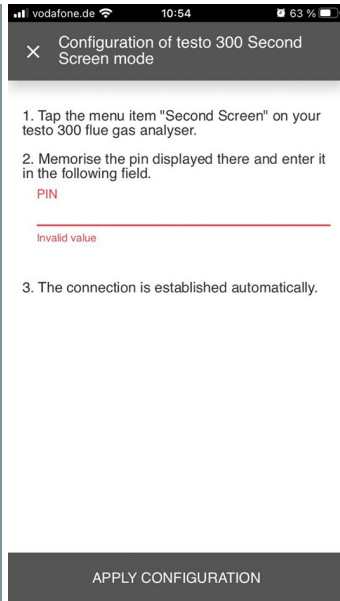 vodafone.de 10:54 63 %
Configuration of testo 300 Second
Screen mode
1. Tap the menu item "Second Screen" on your
testo 300 flue gas analyser.
2. Memorise the pin displayed there and enter it
in the following field.
PIN
Invalid value
3. The connection is established automatically.
APPLY CONFIGURATION